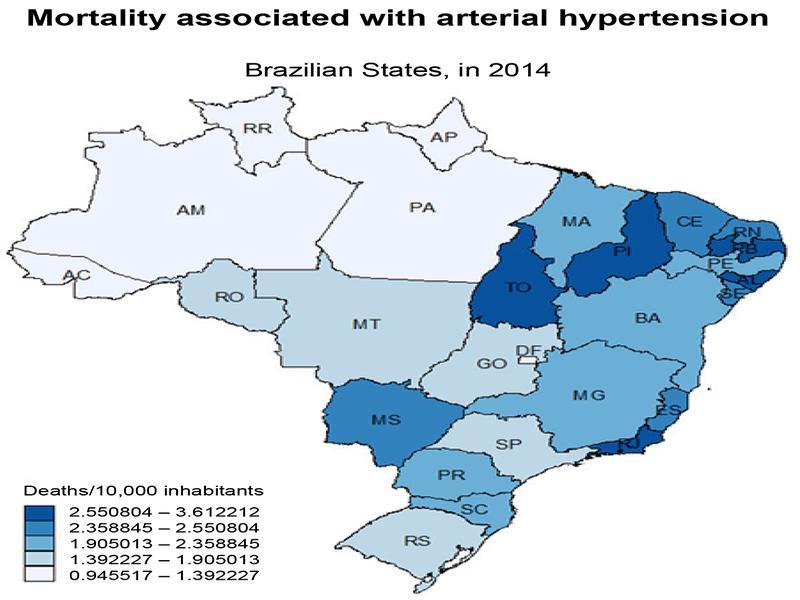 Mortality associated with arterial hypertension
Brazilian States, in 2014
RR
AP
AM
PA
MA
CE
RN
PB
PI
PE
AC
TO
AL
SE
RO
MT
BA
DF
GO
MG
MS
ES
SP
RJ
PR
SC
RS
Deaths/10,000 inhabitants
2.550804 – 3.612212
2.358845 – 2.550804
1.905013 – 2.358845
1.392227 – 1.905013
0.945517 – 1.392227